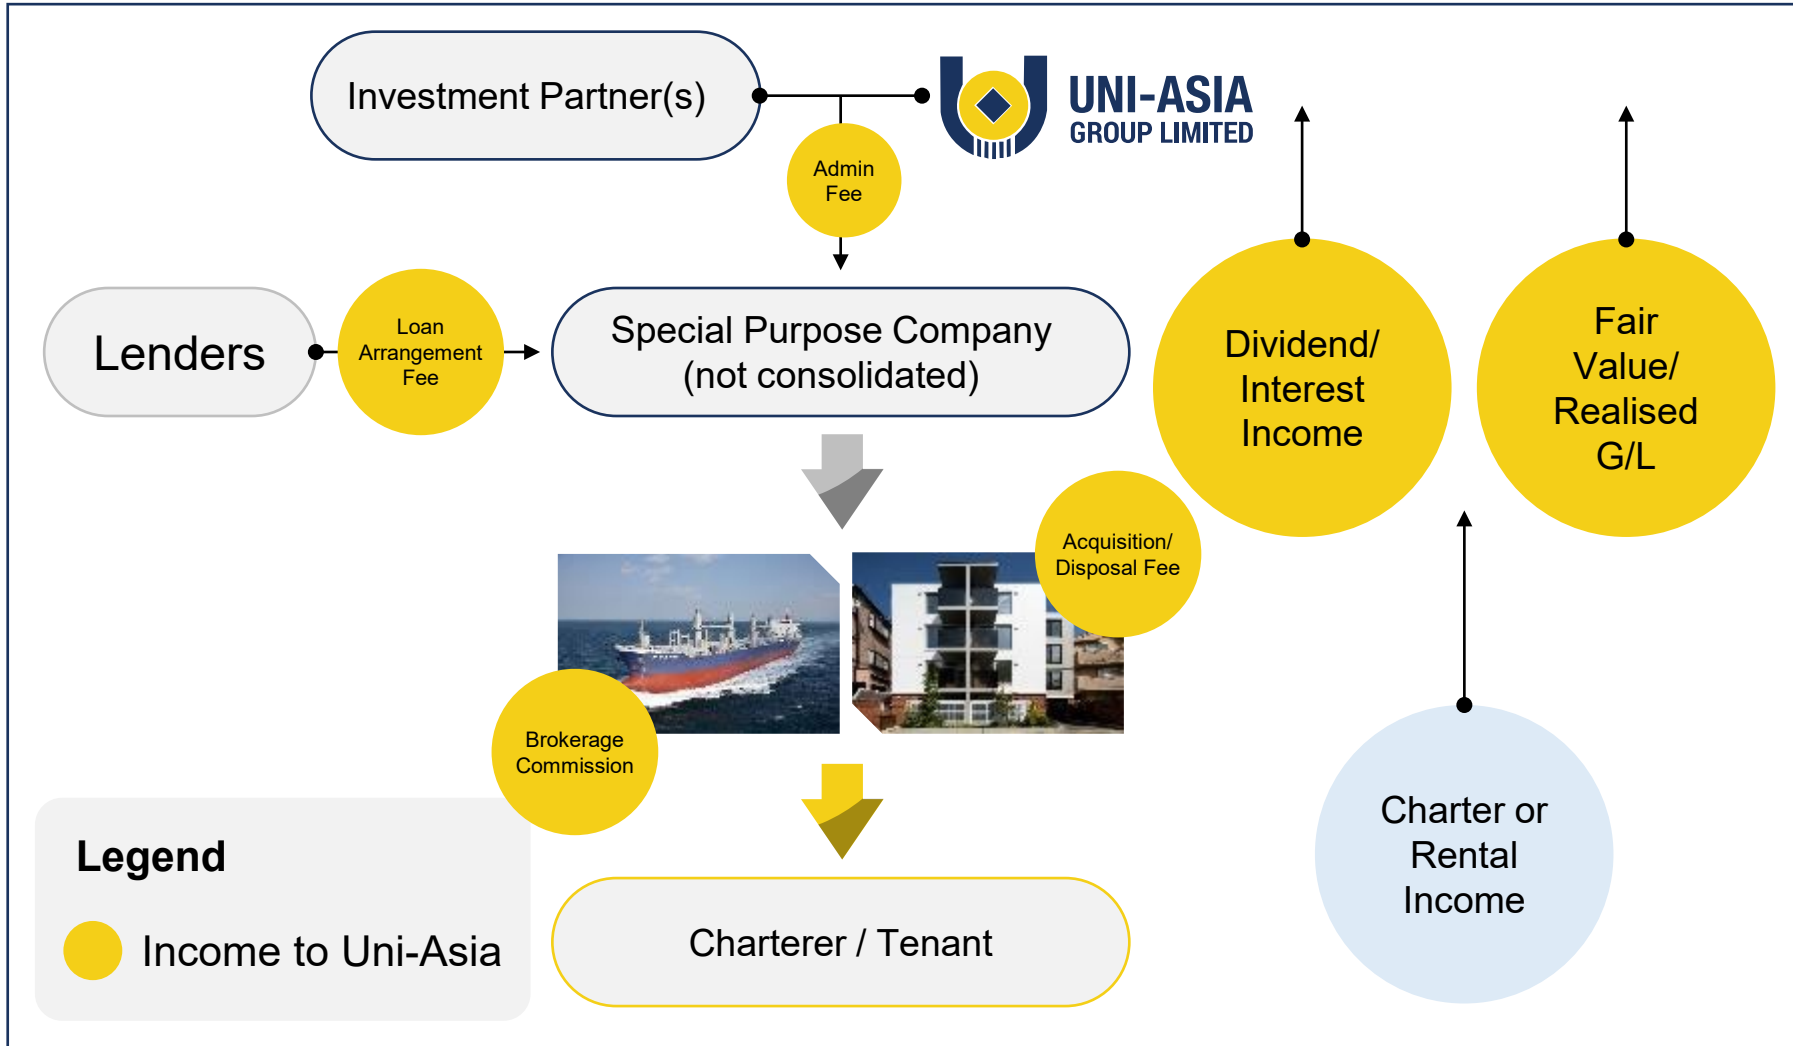 Investment Partner(s)
UNI-ASIA
GROUP LIMITED
Admin
Fee
Lenders
Loan
Arrangement
Fee
Special Purpose Company
(not consolidated)
Dividend/
Interest
Income
Fair
Value/
Realised
G/L
Acquisition/
Disposal Fee
Brokerage
Commission
Charter or
Rental
Income
Legend
Income to Uni-Asia
Charterer / Tenant